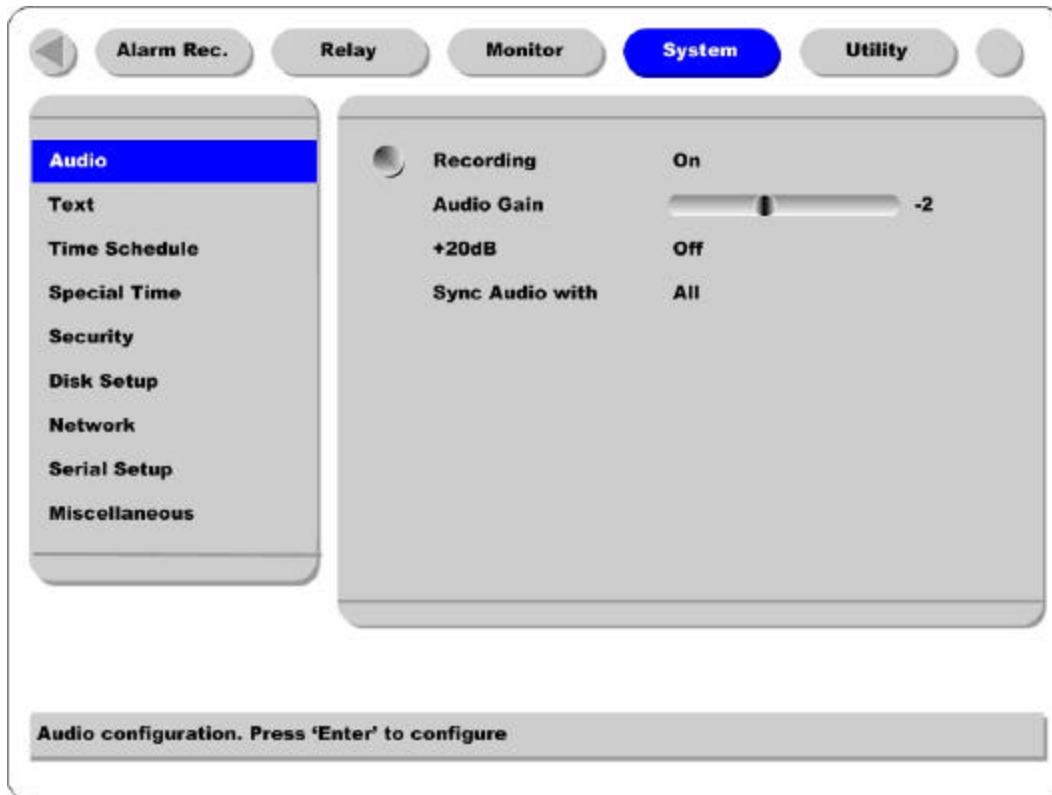 Alarm Rec. Relay Monitor System Utility
Audio
Text
Time Schedule
Special Time
Security
Disk Setup
Network
Serial Setup
Miscellaneous
Recording On
Audio Gain -2
+20dB Off
Sync Audio with All
Audio configuration. Press ‘Enter’ to configure